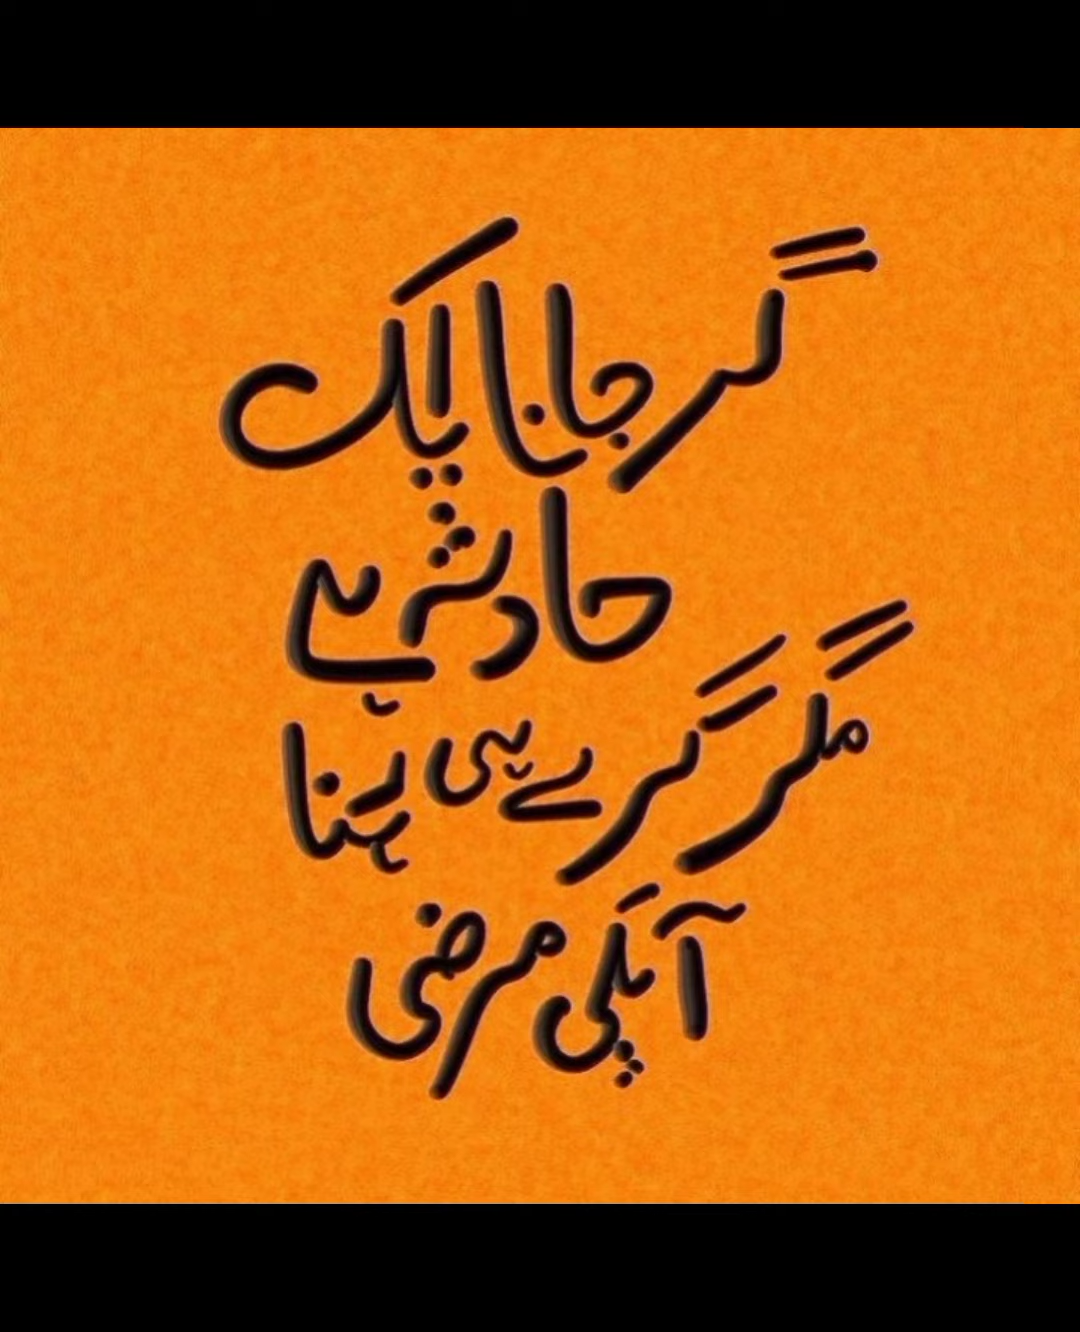 گر جانا ایک
حادثہ ہے
مگر گرے ہی رہنا
آپکی مرضی